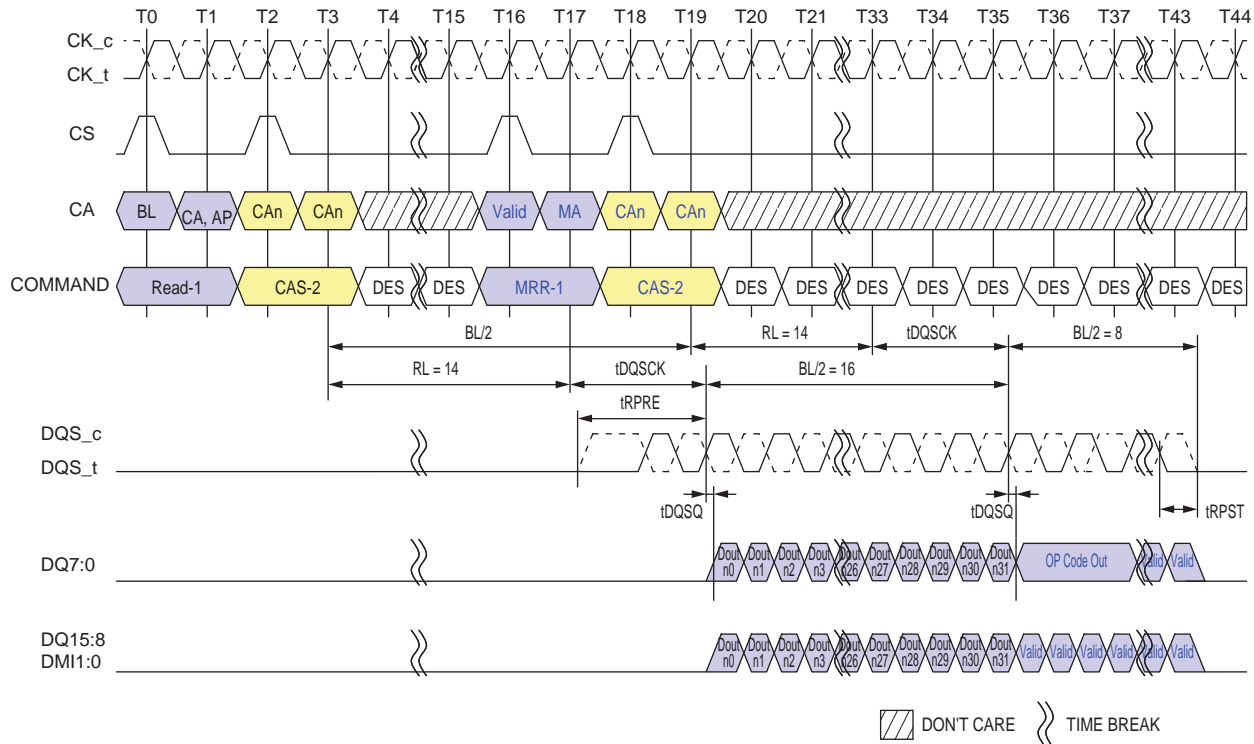 T0 T1 T2 T3 T4 T15 T16 T17 T18 T19 T20 T21 T33 T34 T35 T36 T37 T43 T44
CK_c
CK_t
CS
CA BL CA, AP CAn CAn Valid MA CAn CAn
COMMAND Read-1 CAS-2 DES DES MRR-1 CAS-2 DES DES DES DES DES DES DES DES DES
BL/2 RL = 14 tDQSCK BL/2 = 8
RL = 14 tDQSCK BL/2 = 16
tRPRE
DQS_c
DQS_t
tDQSQ tDQSQ tRPST
DQ7:0 Dout n0 Dout n1 Dout n2 Dout n3 Dout n26 Dout n27 Dout n28 Dout n29 Dout n30 Dout n31 OP Code Out Valid Valid
DQ15:8
DMI1:0 Dout n0 Dout n1 Dout n2 Dout n3 Dout n26 Dout n27 Dout n28 Dout n29 Dout n30 Dout n31 Valid Valid Valid Valid Valid Valid
DON'T CARE TIME BREAK